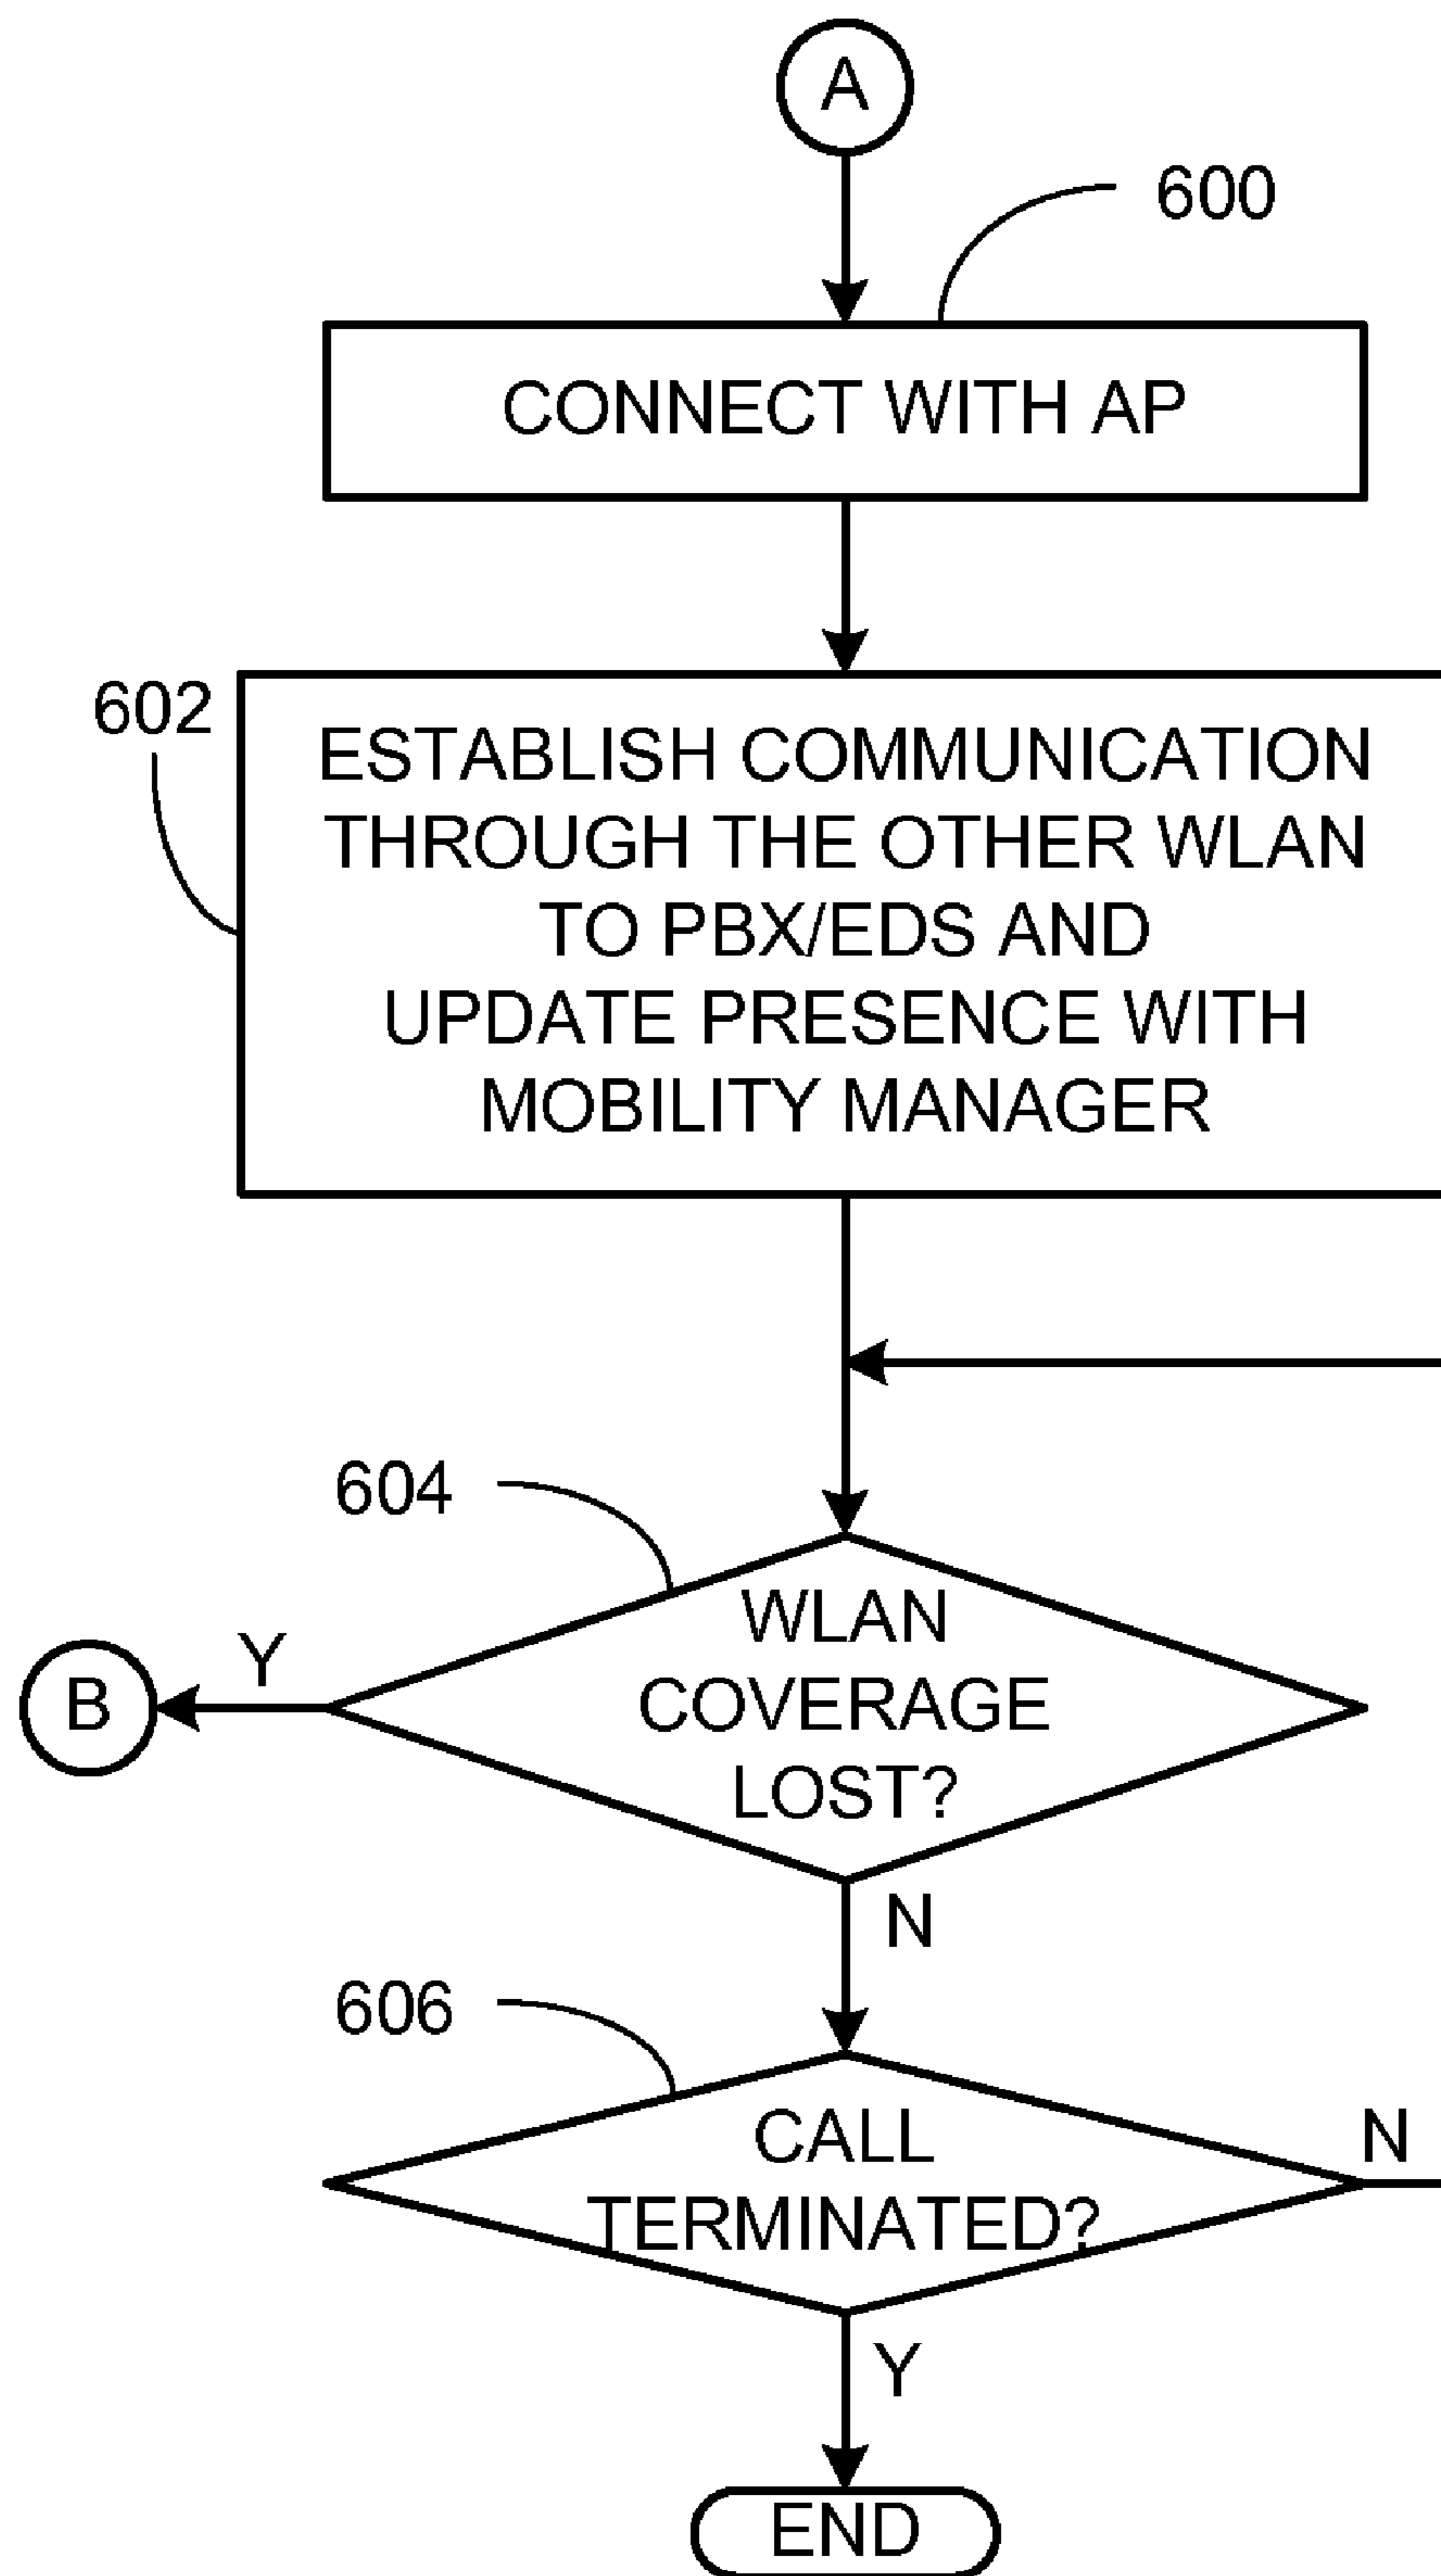 A
600
CONNECT WITH AP
602
ESTABLISH COMMUNICATION
THROUGH THE OTHER WLAN
TO PBX/EDS AND
UPDATE PRESENCE WITH
MOBILITY MANAGER
604
WLAN
COVERAGE
LOST?
Y
B
N
606
CALL
TERMINATED?
N
Y
END